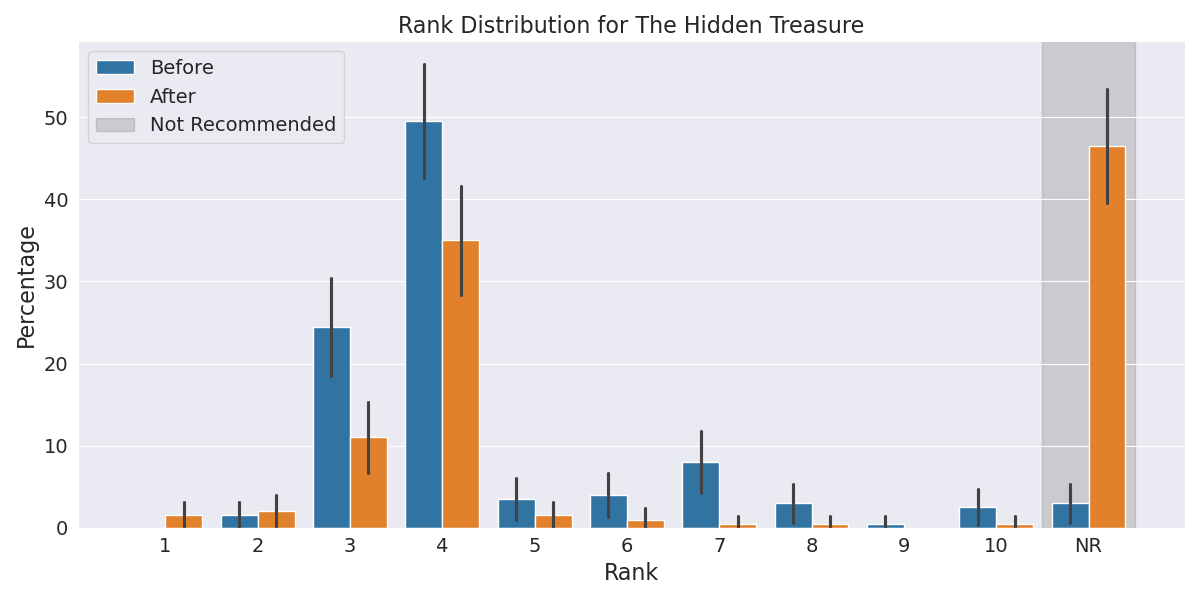 Rank Distribution for The Hidden Treasure
Before
After
Not Recommended
Percentage
50
40
30
20
10
0
1 2 3 4 5 6 7 8 9 10 NR
Rank